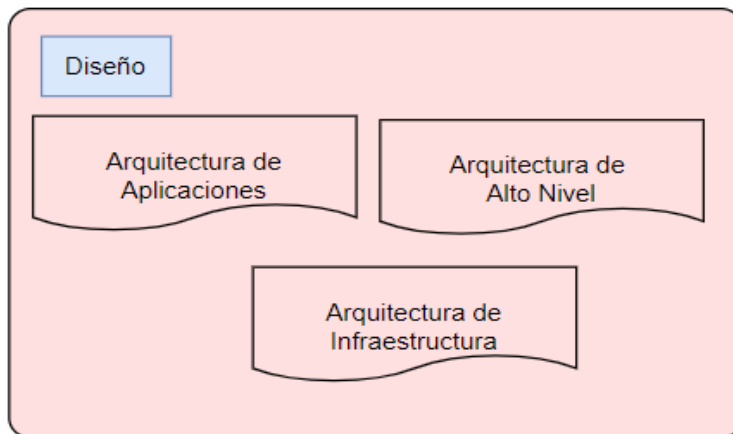 Diseño
Arquitectura de
Aplicaciones
Arquitectura de
Alto Nivel
Arquitectura de
Infraestructura